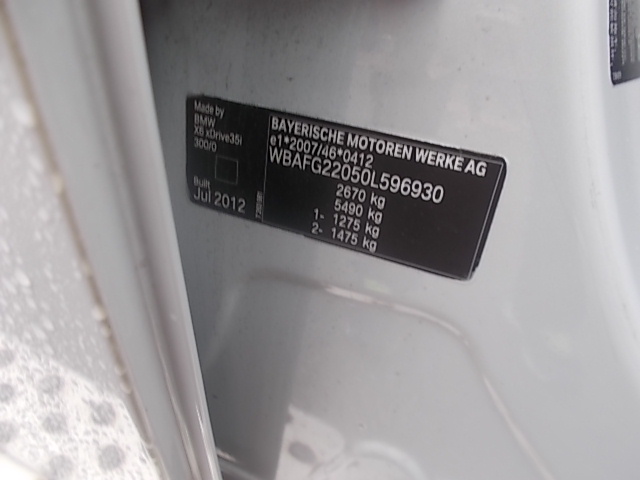 Made by
BMW
X6 xDrive35i
300/0
Built
Jul 2012
BAYERISCHE MOTOREN WERKE AG
e1*2007/46*0412
WBAFG22050L596930
2670 kg
5490 kg
1- 1275 kg
2- 1475 kg